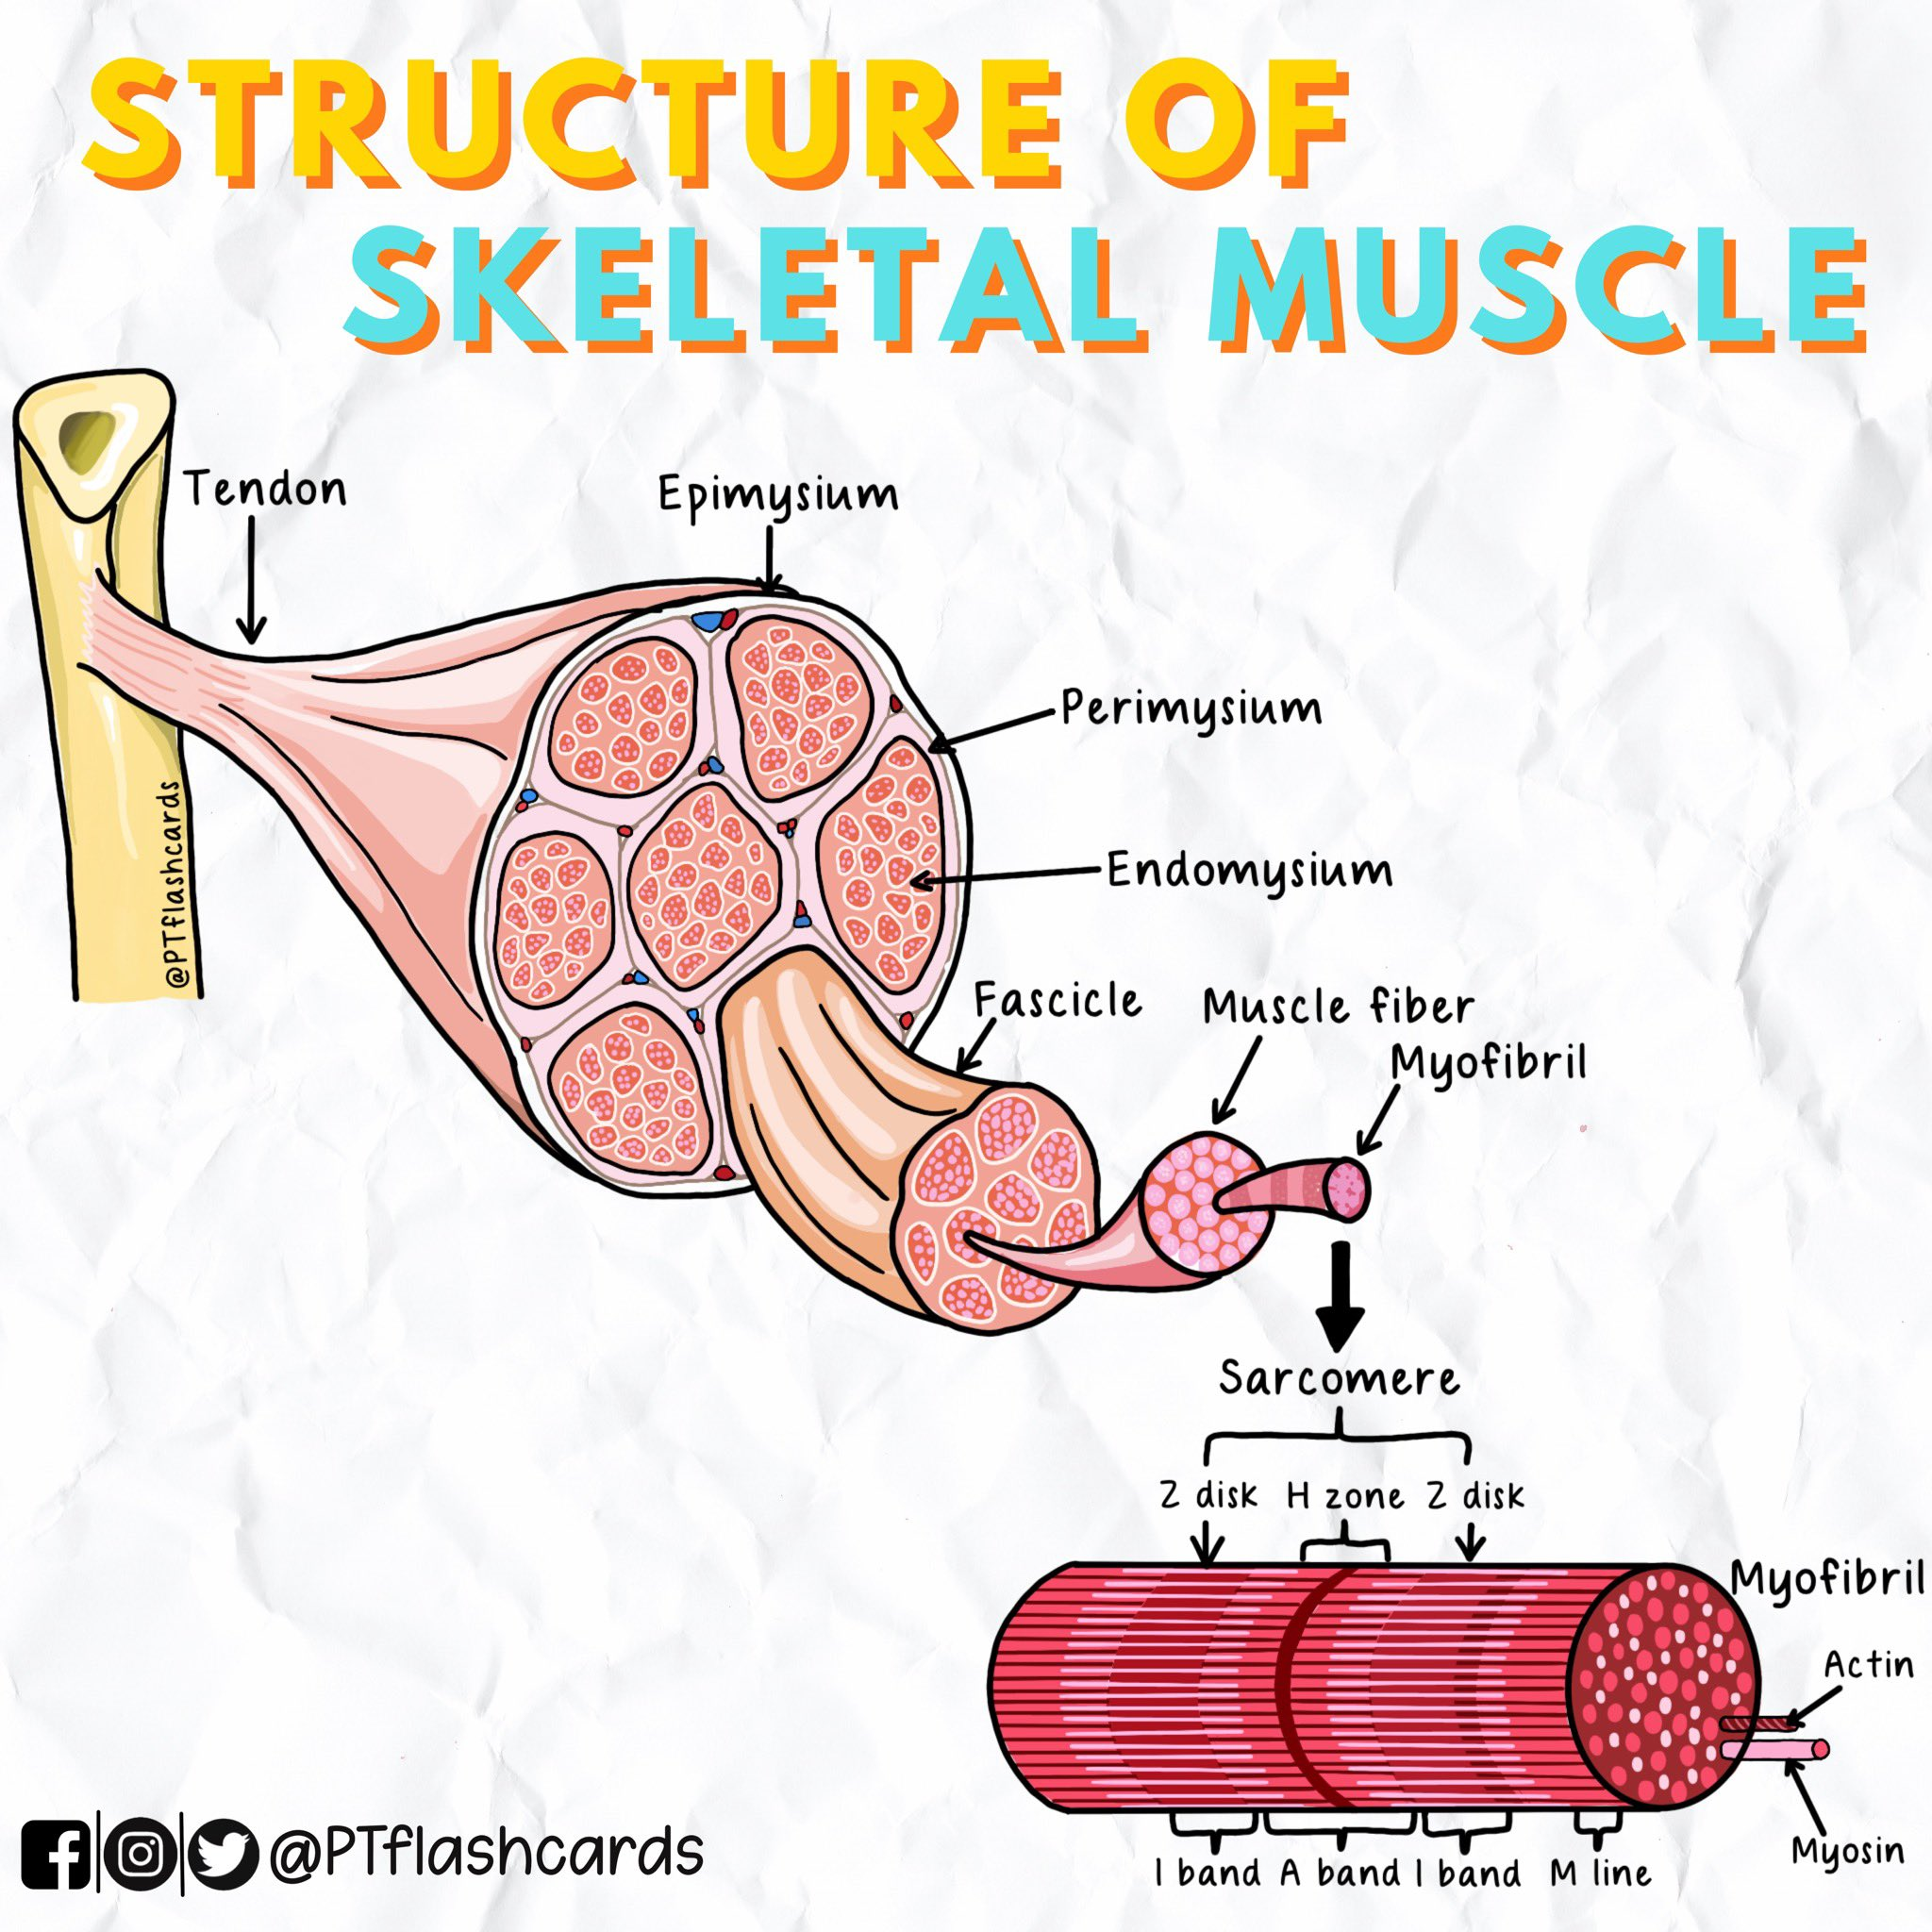 STRUCTURE OF
SKELETAL MUSCLE
Tendon
Epimysium
Perimysium
Endomysium
Fascicle
Muscle fiber
Myofibril
@PTflashcards
Sarcomere
Z disk H zone Z disk
Myofibril
Actin
Myosin
I band A band I band M line
@PTflashcards